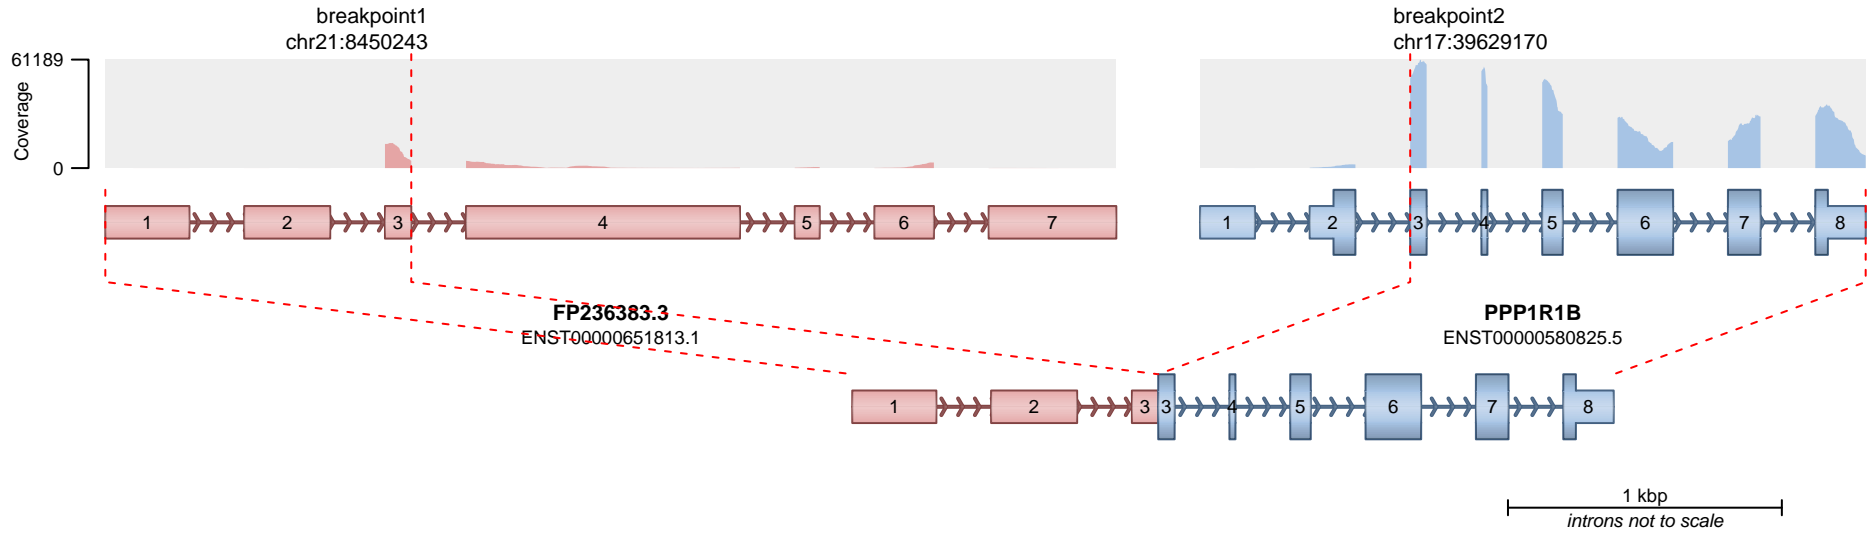 breakpoint1
chr21:8450243
breakpoint2
chr17:39629170
61189
Coverage
0
1 2 3 4 5 6 7
1 2 3 4 5 6 7 8
FP236383.3
ENST00000651813.1
PPP1R1B
ENST00000580825.5
1 2 3 3 4 5 6 7 8
1 kbp
introns not to scale